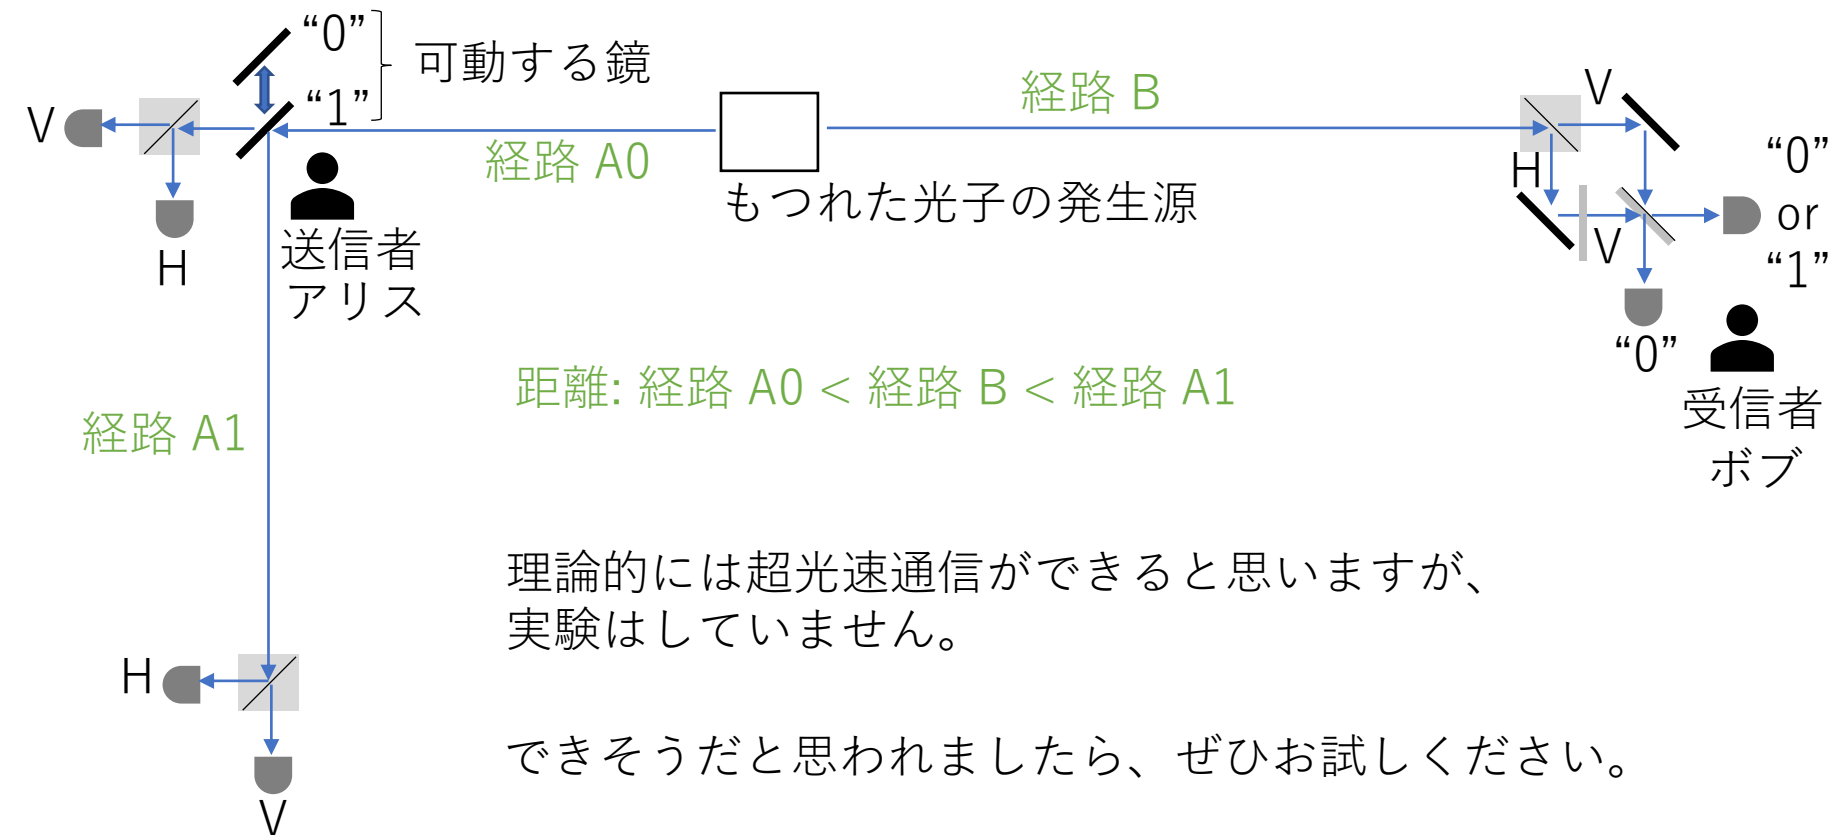 “0”
可動する鏡
“1”
V
H
経路 A0
もつれた光子の発生源
経路 B
V
H
V
“0”
or
“1”
“0”
送信者
アリス
受信者
ボブ
距離: 経路 A0 < 経路 B < 経路 A1
経路 A1
理論的には超光速通信ができると思いますが、
実験はしていません。
H
V
できそうだと思われましたら、ぜひお試しください。